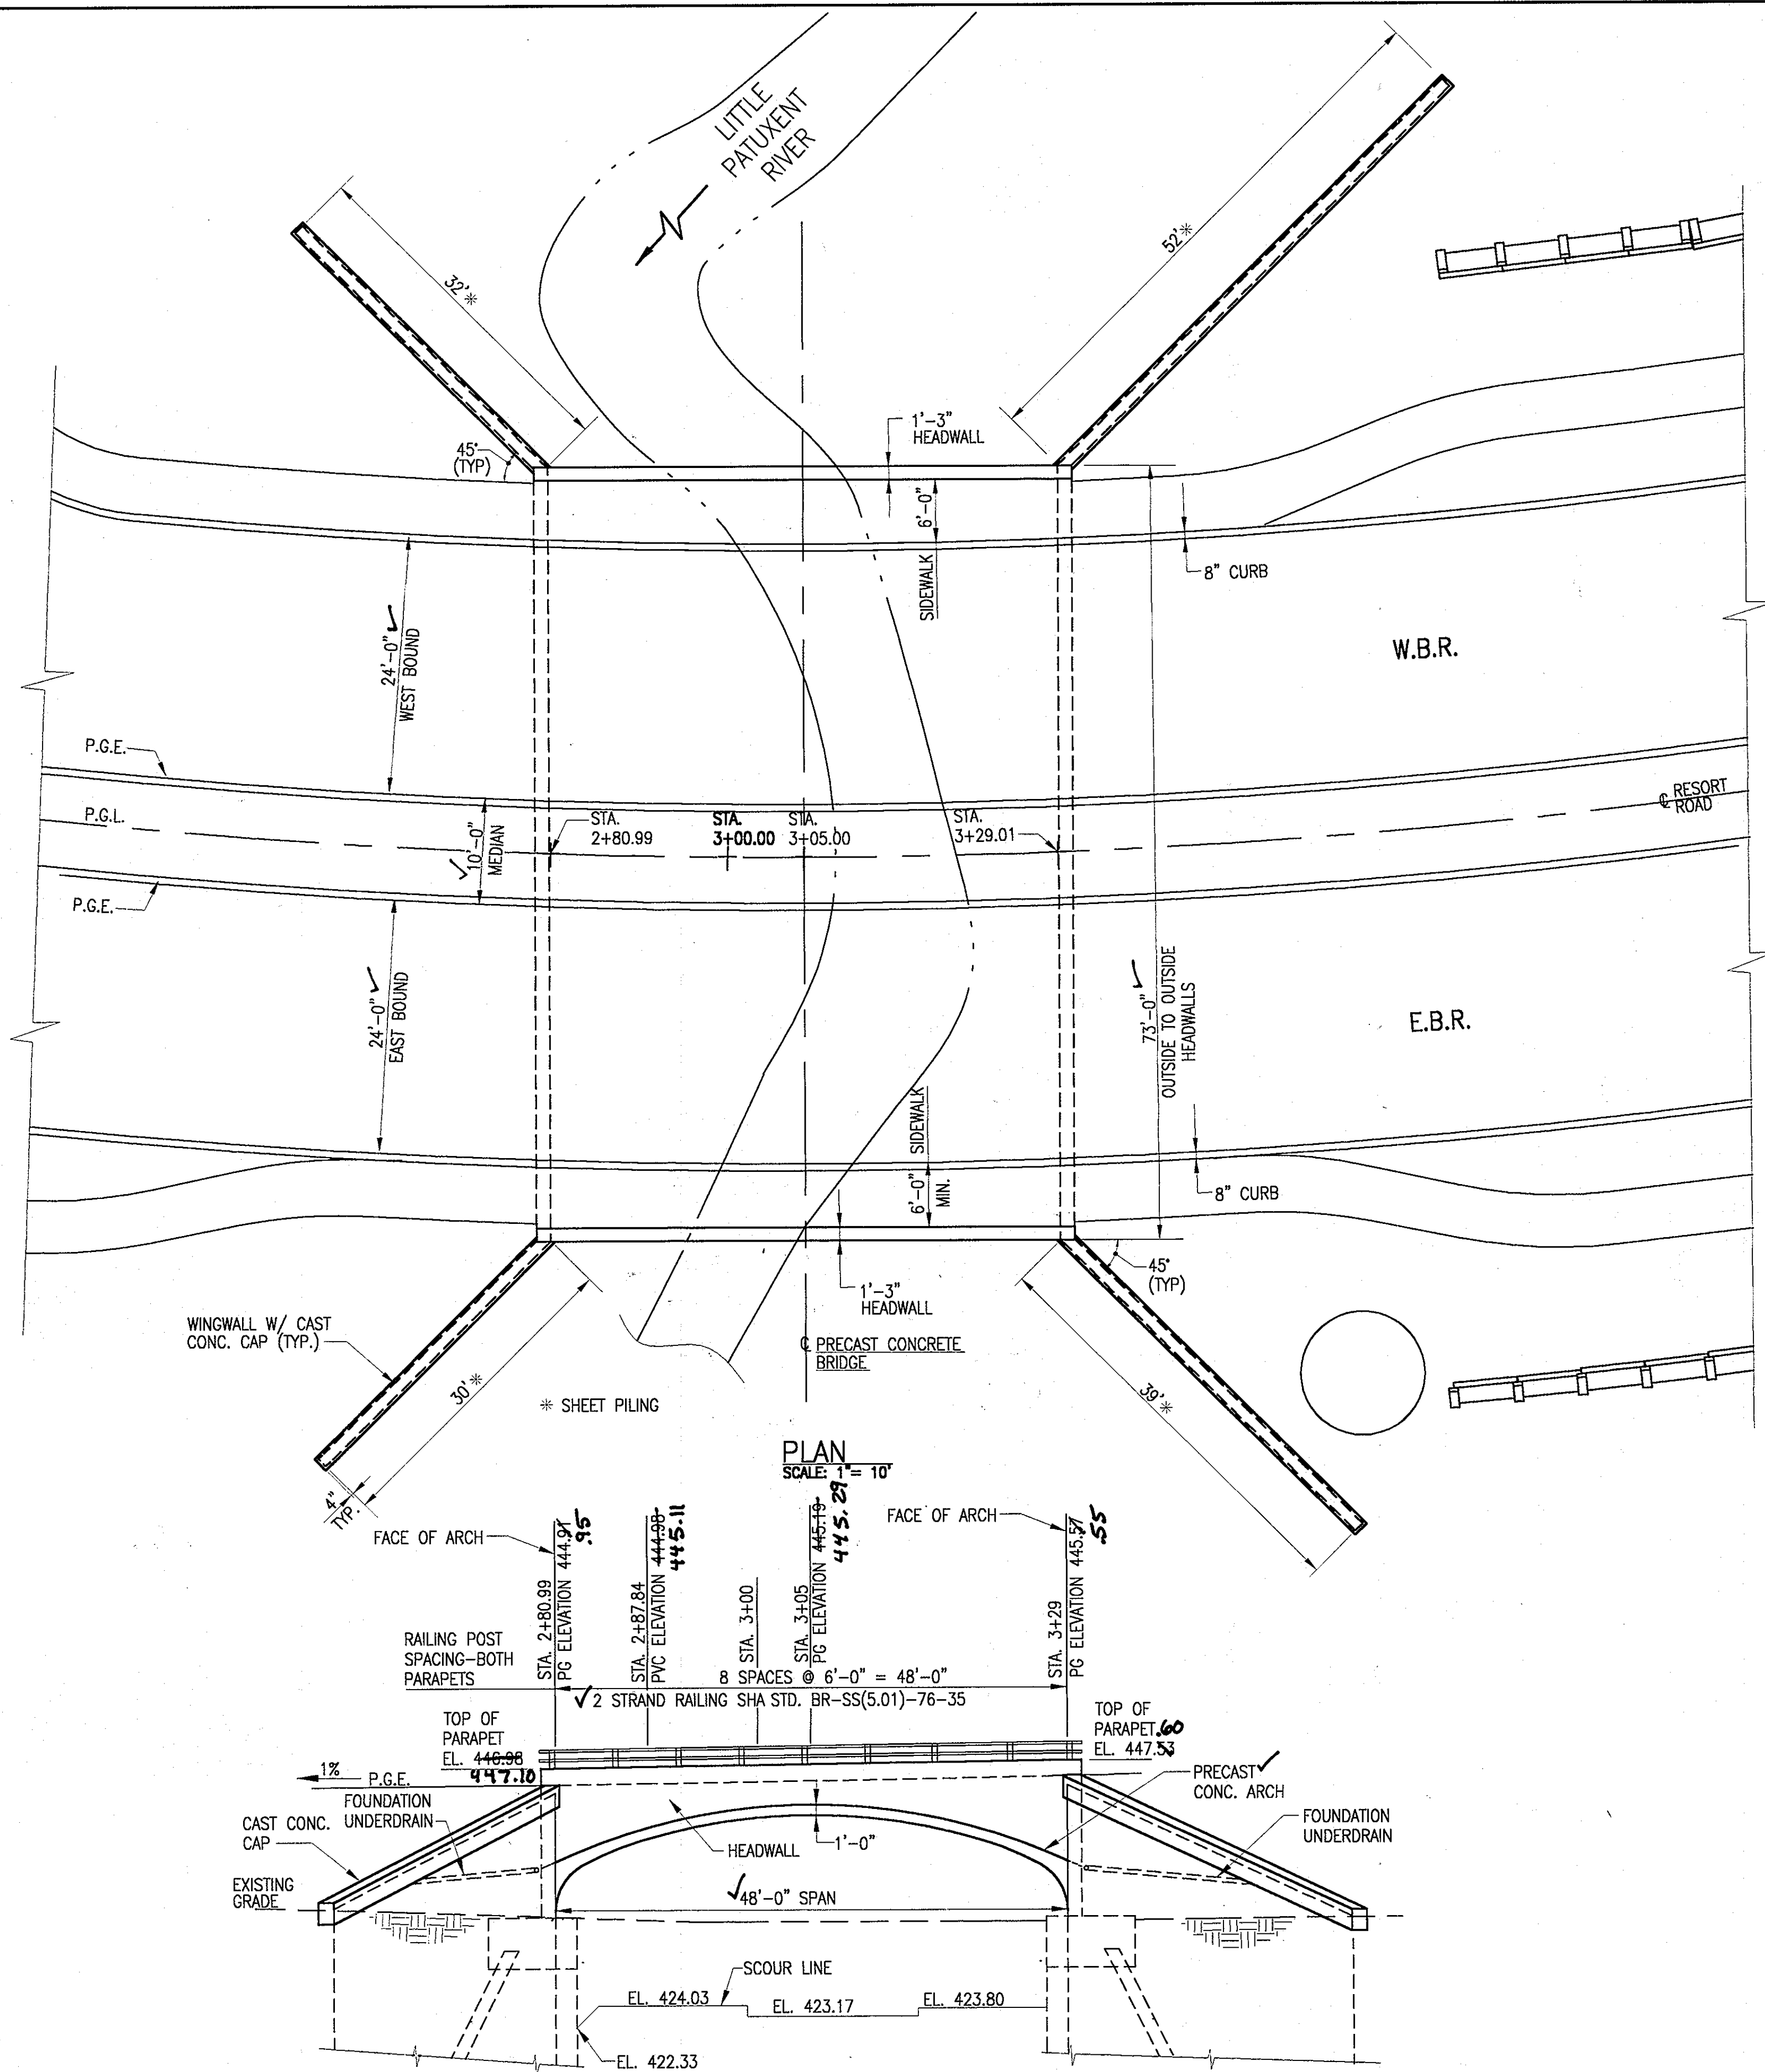 LITTLE
PATUXENT
RIVER
52'*
32'*
1'-3"
HEADWALL
45°
(TYP)
6'-0"
SIDEWALK
8" CURB
24'-0" ✓
WEST BOUND
W.B.R.
P.G.E.
P.G.L.
℄ RESORT
ROAD
STA.
2+80.99
STA.
3+00.00
STA.
3+05.00
STA.
3+29.01
✓ 10'-0"
MEDIAN
P.G.E.
24'-0" ✓
EAST BOUND
73'-0" ✓
OUTSIDE TO OUTSIDE
HEADWALLS
E.B.R.
6'-0" SIDEWALK
MIN.
8" CURB
45°
(TYP)
1'-3"
HEADWALL
WINGWALL W/ CAST
CONC. CAP (TYP.)
℄ PRECAST CONCRETE
BRIDGE
30'*
39'*
* SHEET PILING
PLAN
SCALE: 1"= 10'
4"
TYP.
FACE OF ARCH
FACE OF ARCH
STA. 2+80.99
PG ELEVATION 444.91
.95
STA. 2+87.84
PVC ELEVATION 444.98
445.11
STA. 3+00
STA. 3+05
PG ELEVATION 445.19
445.29
STA. 3+29
PG ELEVATION 445.57
.55
RAILING POST
SPACING-BOTH
PARAPETS
8 SPACES @ 6'-0" = 48'-0"
✓ 2 STRAND RAILING SHA STD. BR-SS(5.01)-76-35
TOP OF
PARAPET
EL. 446.98
447.10
TOP OF
PARAPET .60
EL. 447.53
1%
P.G.E.
FOUNDATION
UNDERDRAIN
CAST CONC.
CAP
EXISTING
GRADE
PRECAST ✓
CONC. ARCH
FOUNDATION
UNDERDRAIN
HEADWALL
1'-0"
✓ 48'-0" SPAN
SCOUR LINE
EL. 424.03
EL. 423.17
EL. 423.80
EL. 422.33